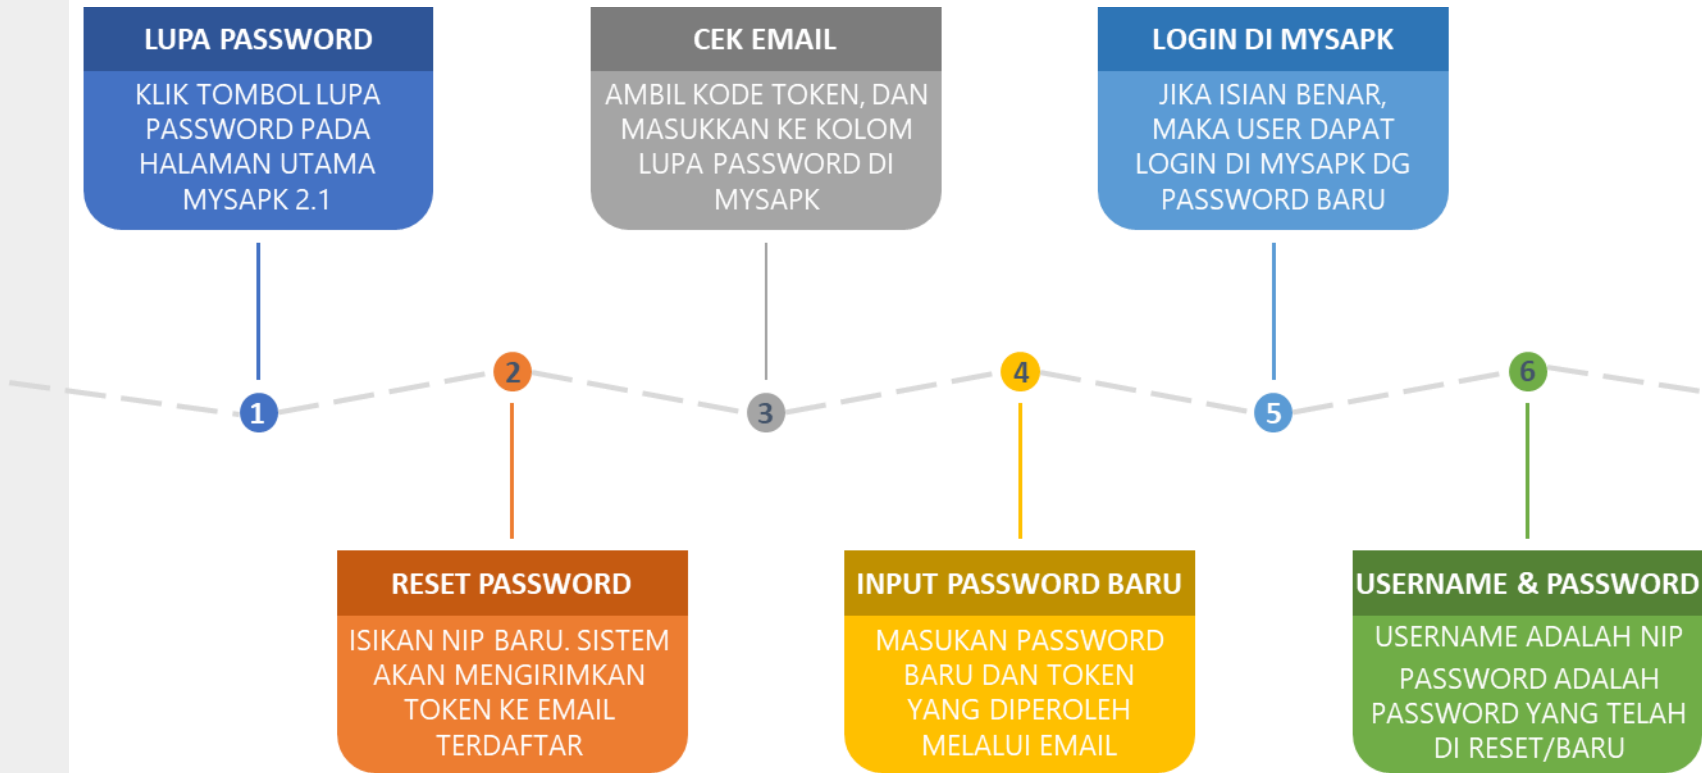 LUPA PASSWORD
KLIK TOMBOL LUPA
PASSWORD PADA
HALAMAN UTAMA
MYSAPK 2.1
CEK EMAIL
AMBIL KODE TOKEN, DAN
MASUKKAN KE KOLOM
LUPA PASSWORD DI
MYSAPK
LOGIN DI MYSAPK
JIKA ISIAN BENAR,
MAKA USER DAPAT
LOGIN DI MYSAPK DG
PASSWORD BARU
1
2
3
4
5
6
RESET PASSWORD
ISIKAN NIP BARU. SISTEM
AKAN MENGIRIMKAN
TOKEN KE EMAIL
TERDAFTAR
INPUT PASSWORD BARU
MASUKAN PASSWORD
BARU DAN TOKEN
YANG DIPEROLEH
MELALUI EMAIL
USERNAME & PASSWORD
USERNAME ADALAH NIP
PASSWORD ADALAH
PASSWORD YANG TELAH
DI RESET/BARU